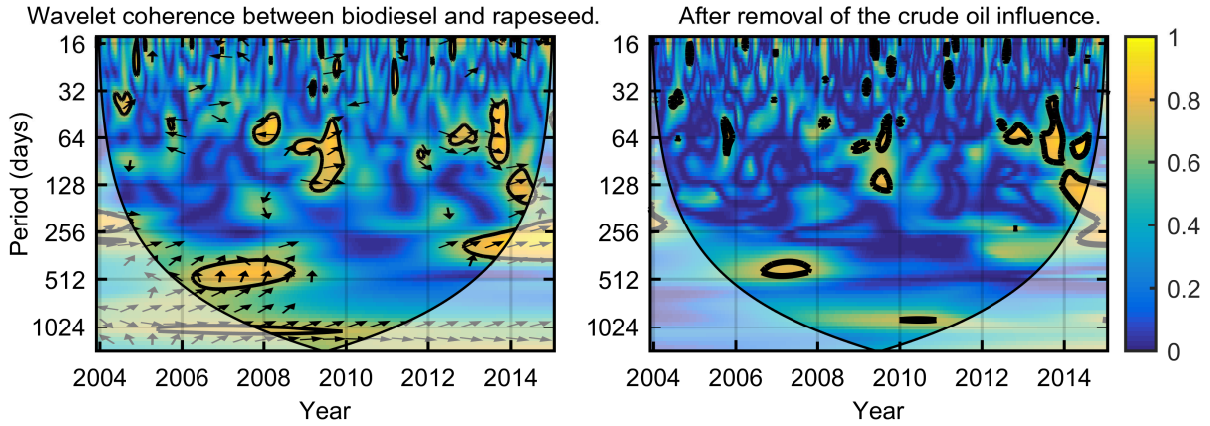 Wavelet coherence between biodiesel and rapeseed.
After removal of the crude oil influence.
Period (days)
16
32
64
128
256
512
1024
2004 2006 2008 2010 2012 2014
Year
16
32
64
128
256
512
1024
2004 2006 2008 2010 2012 2014
Year
1
0.8
0.6
0.4
0.2
0